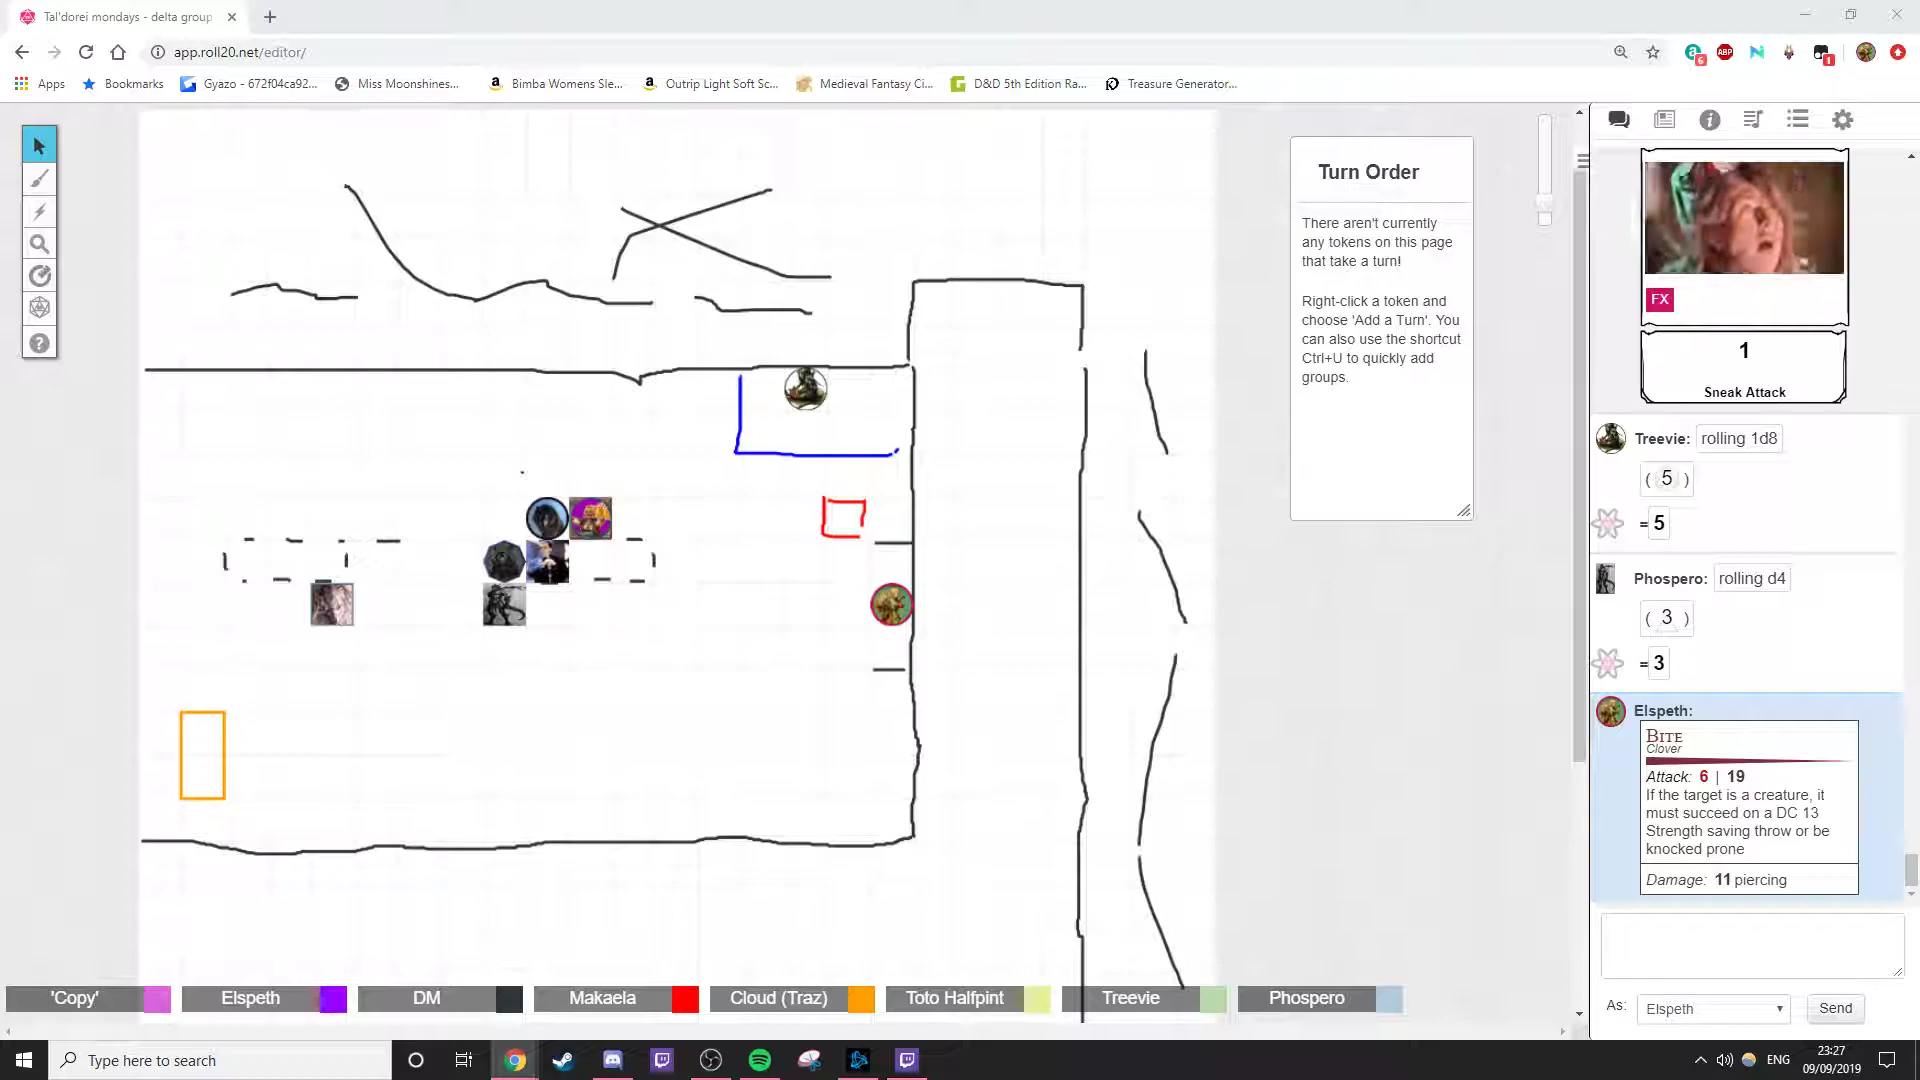 Tal'dorei mondays - delta group
app.roll20.net/editor/
6
ABP
1
Apps
Bookmarks
Gyazo - 672f04ca92...
Miss Moonshines...
Bimba Womens Sle...
Outrip Light Soft Sc...
Medieval Fantasy Ci...
D&D 5th Edition Ra...
Treasure Generator...
Turn Order
There aren't currently
any tokens on this page
that take a turn!
Right-click a token and
choose 'Add a Turn'. You
can also use the shortcut
Ctrl+U to quickly add
groups.
FX
1
Sneak Attack
Treevie: rolling 1d8
( 5 )
= 5
Phospero: rolling d4
( 3 )
= 3
Elspeth:
Bite
Clover
Attack: 6 | 19
If the target is a creature, it
must succeed on a DC 13
Strength saving throw or be
knocked prone
Damage: 11 piercing
As: Elspeth
Send
'Copy'
Elspeth
DM
Makaela
Cloud (Traz)
Toto Halfpint
Treevie
Phospero
Type here to search
ENG
23:27
09/09/2019